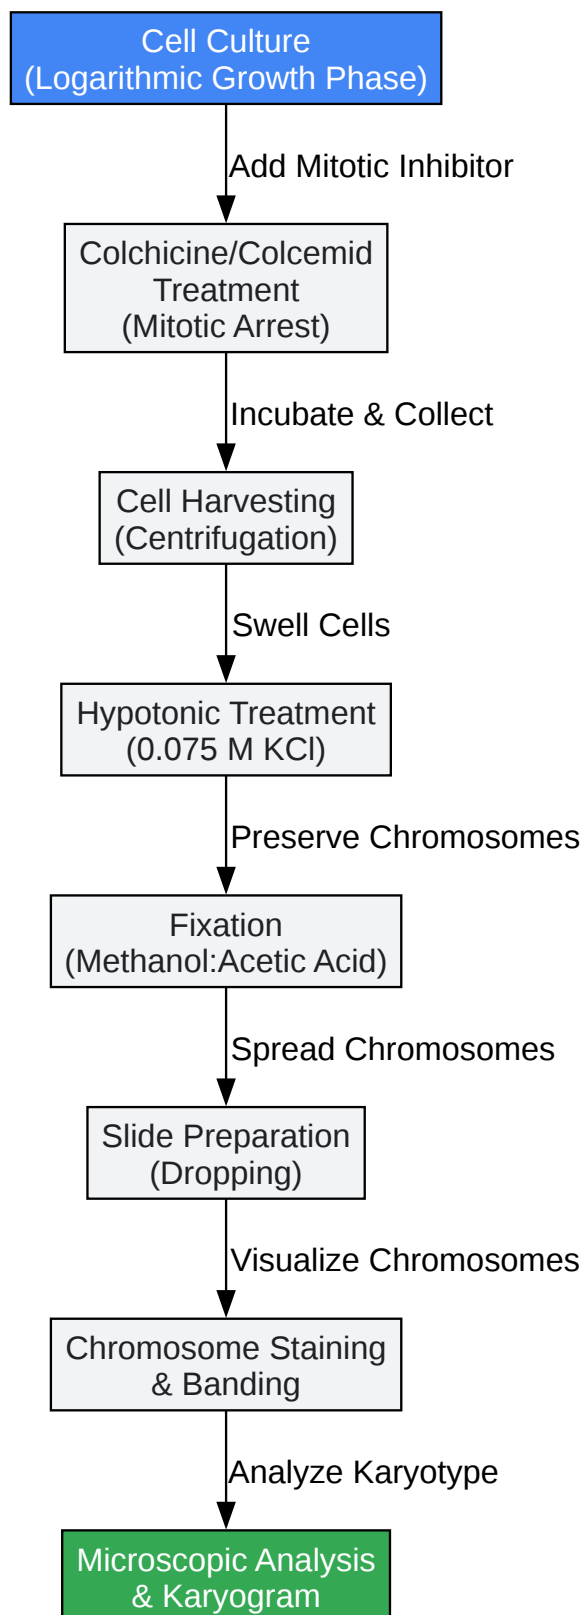 Cell Culture
(Logarithmic Growth Phase)
Add Mitotic Inhibitor
Colchicine/Colcemid
Treatment
(Mitotic Arrest)
Incubate & Collect
Cell Harvesting
(Centrifugation)
Swell Cells
Hypotonic Treatment
(0.075 M KCl)
Preserve Chromosomes
Fixation
(Methanol:Acetic Acid)
Spread Chromosomes
Slide Preparation
(Dropping)
Visualize Chromosomes
Chromosome Staining
& Banding
Analyze Karyotype
Microscopic Analysis
& Karyogram